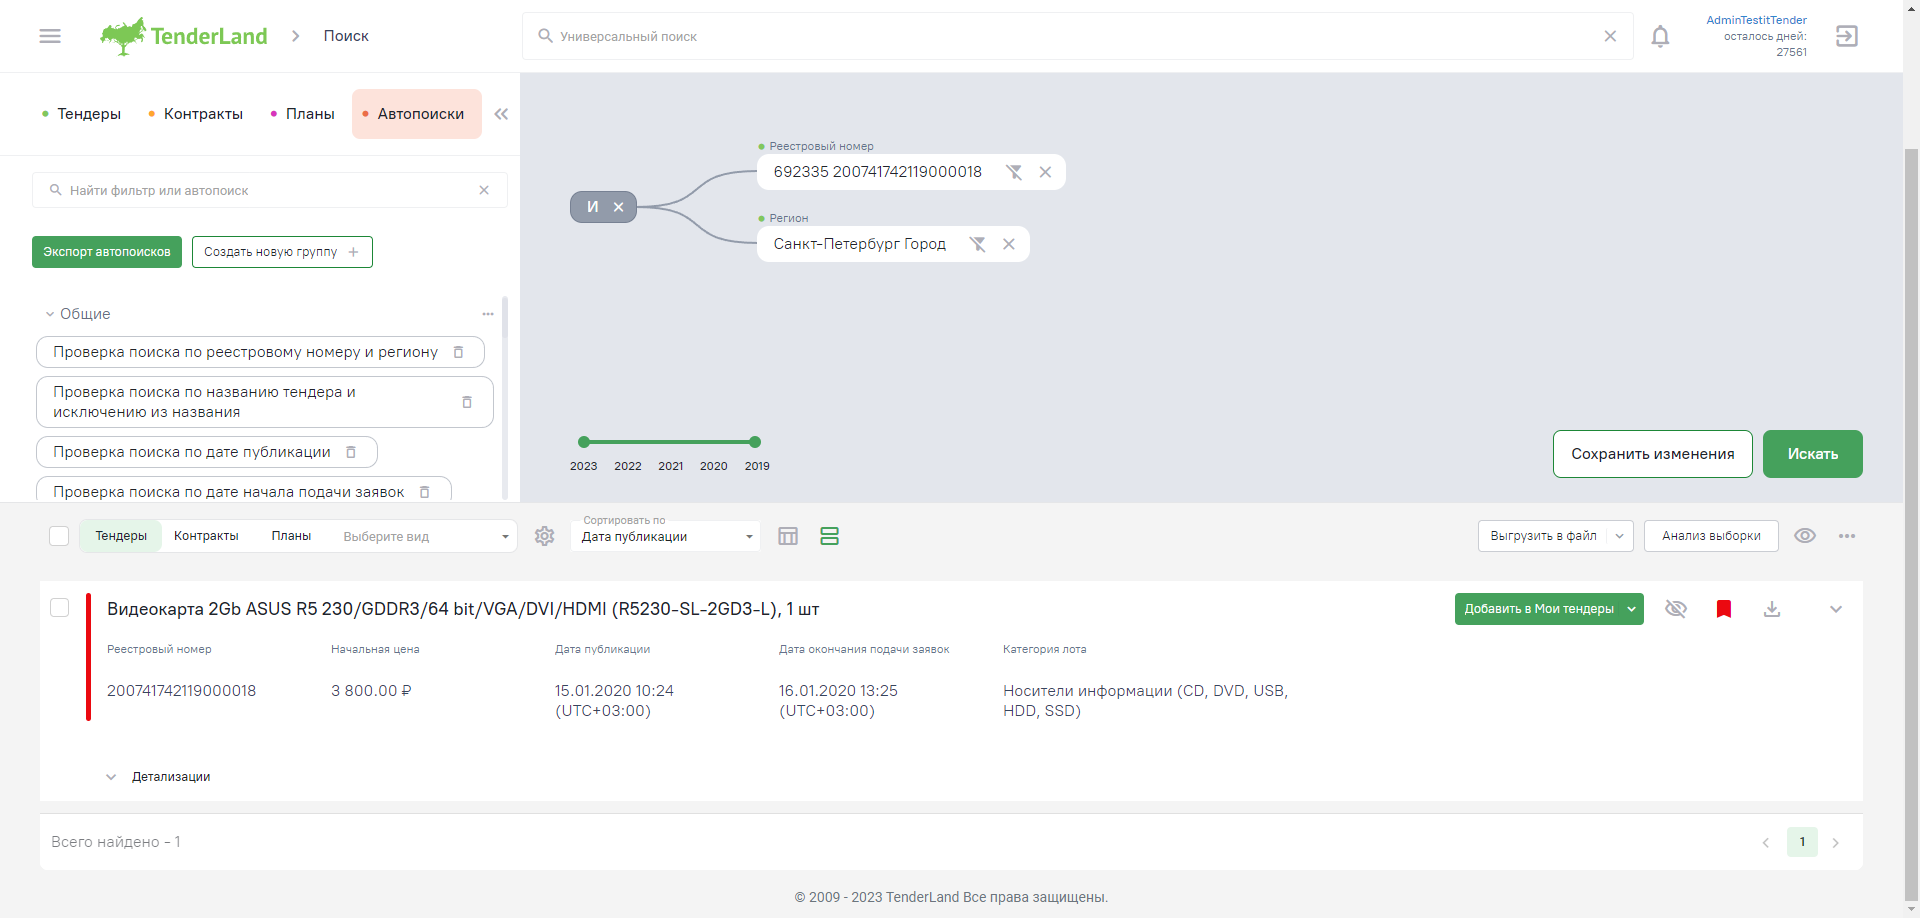 TenderLand
Поиск
Универсальный поиск
AdminTestitTender
осталось дней:
27561
Тендеры
Контракты
Планы
Автопоиски
Найти фильтр или автопоиск
Экспорт автопоисков
Создать новую группу
Общие
Проверка поиска по реестровому номеру и региону
Проверка поиска по названию тендера и
исключению из названия
Проверка поиска по дате публикации
Проверка поиска по дате начала подачи заявок
И
Реестровый номер
692335 200741742119000018
Регион
Санкт-Петербург Город
2023 2022 2021 2020 2019
Сохранить изменения
Искать
Тендеры
Контракты
Планы
Выберите вид
Сортировать по
Дата публикации
Выгрузить в файл
Анализ выборки
Видеокарта 2Gb ASUS R5 230/GDDR3/64 bit/VGA/DVI/HDMI (R5230-SL-2GD3-L), 1 шт
Добавить в Мои тендеры
Реестровый номер
Начальная цена
Дата публикации
Дата окончания подачи заявок
Категория лота
200741742119000018
3 800.00 ₽
15.01.2020 10:24
(UTC+03:00)
16.01.2020 13:25
(UTC+03:00)
Носители информации (CD, DVD, USB,
HDD, SSD)
Детализации
Всего найдено - 1
1
© 2009 - 2023 TenderLand Все права защищены.